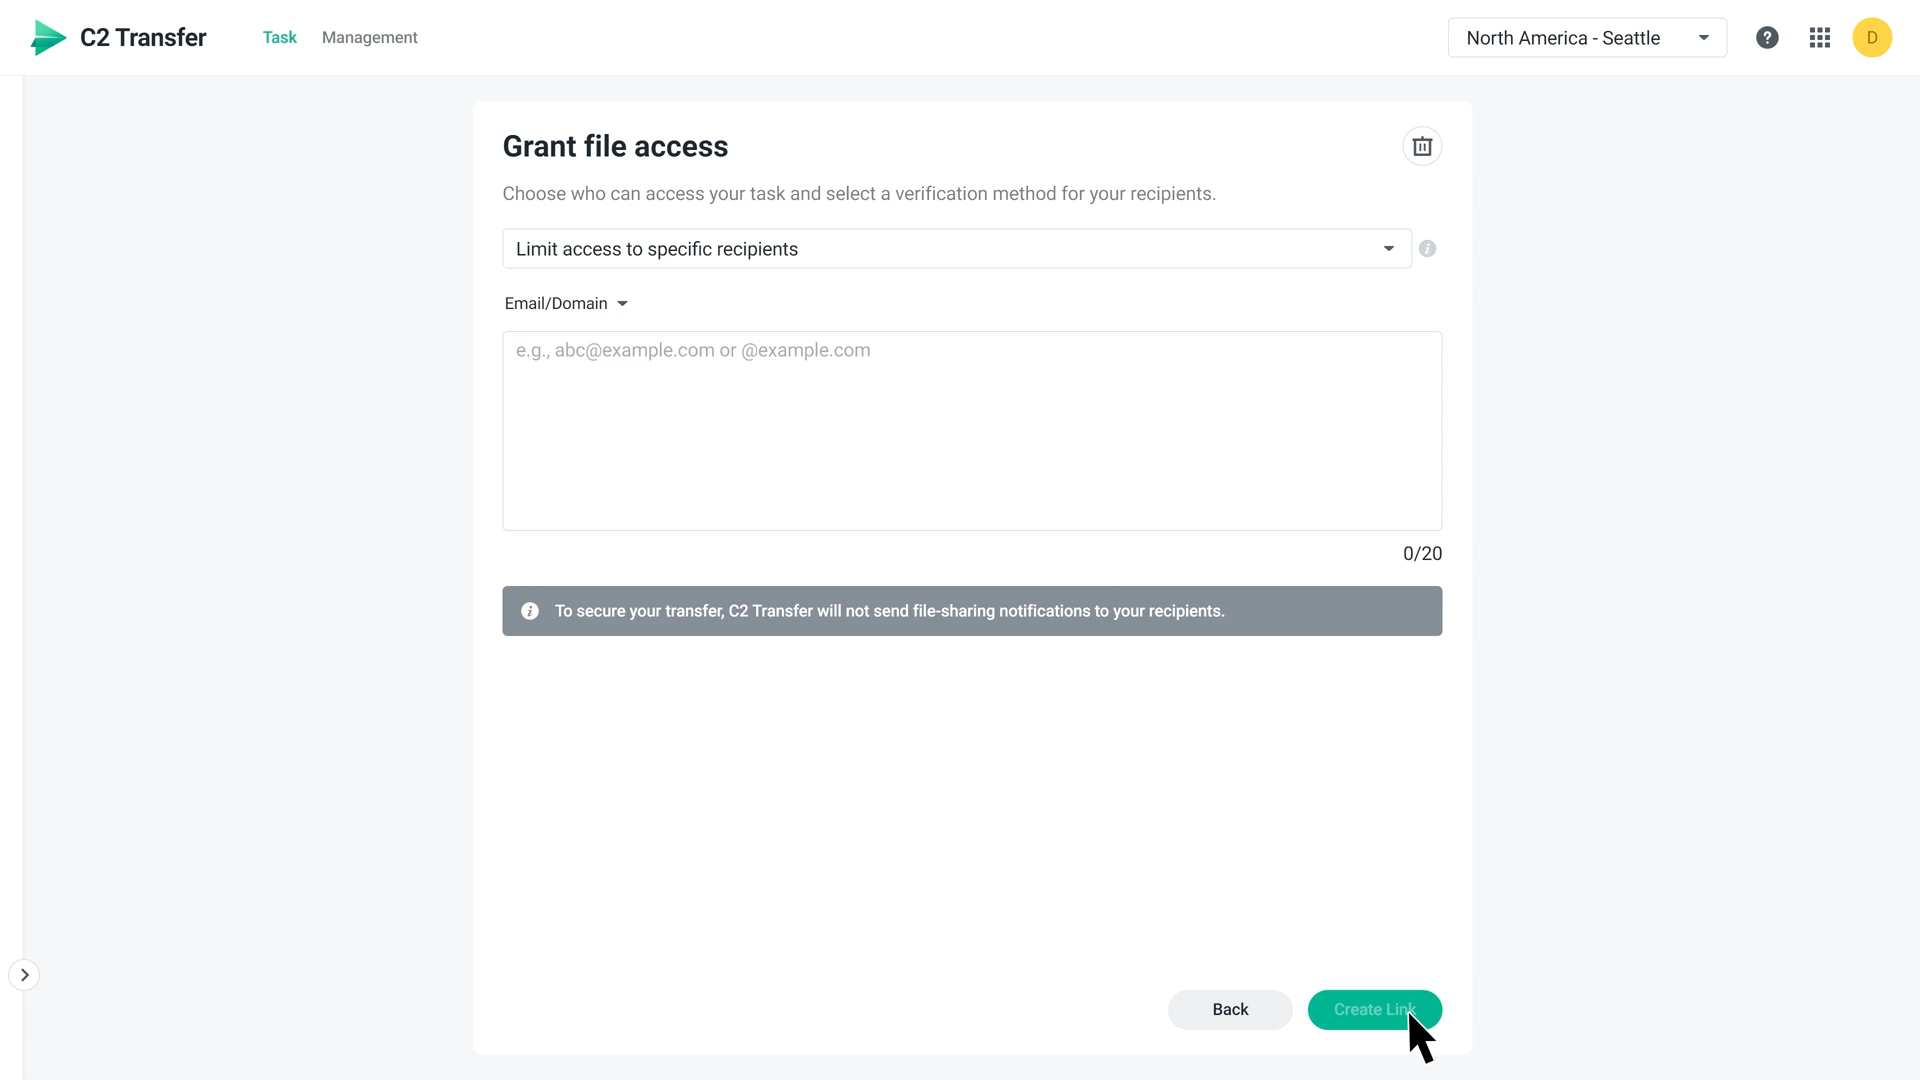 C2 Transfer
Task
Management
North America - Seattle
?
D
Grant file access
Choose who can access your task and select a verification method for your recipients.
Limit access to specific recipients
i
Email/Domain
e.g., abc@example.com or @example.com
0/20
i To secure your transfer, C2 Transfer will not send file-sharing notifications to your recipients.
Back
Create Link